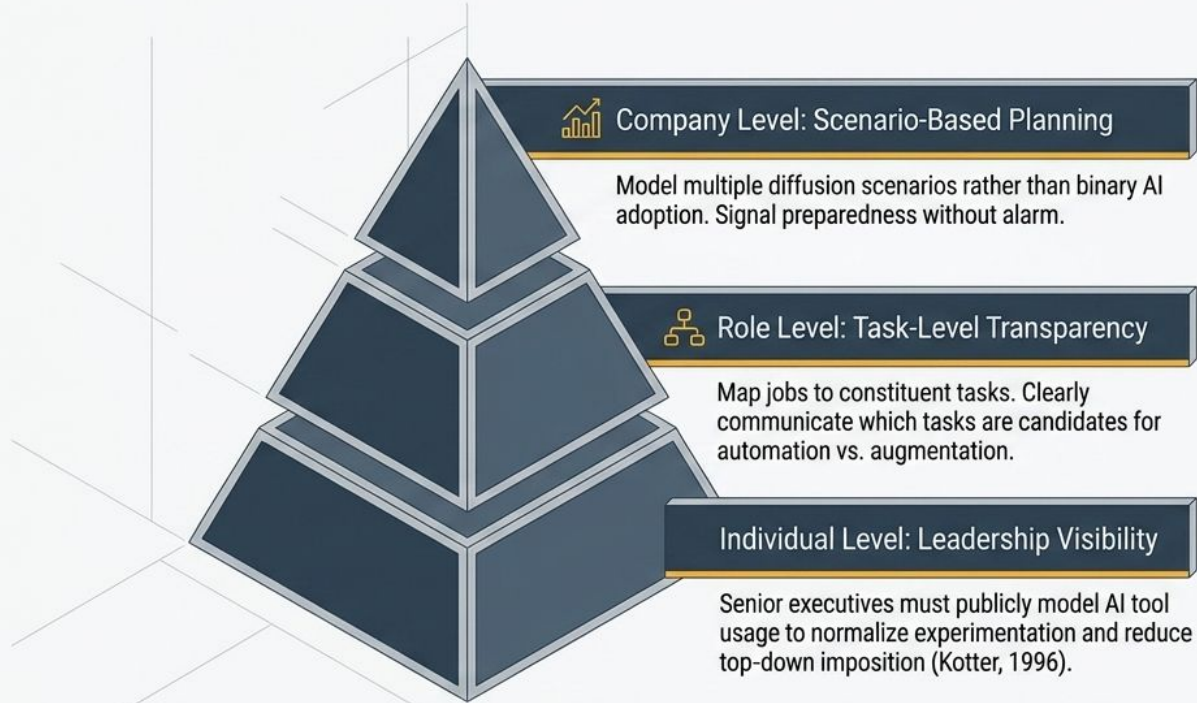 Company Level: Scenario-Based Planning
Model multiple diffusion scenarios rather than binary AI
adoption. Signal preparedness without alarm.
Role Level: Task-Level Transparency
Map jobs to constituent tasks. Clearly
communicate which tasks are candidates for
automation vs. augmentation.
Individual Level: Leadership Visibility
Senior executives must publicly model AI tool
usage to normalize experimentation and reduce
top-down imposition (Kotter, 1996).